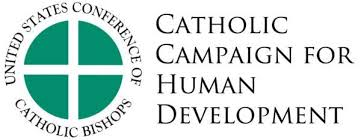 UNITED STATES CONFERENCE OF
CATHOLIC BISHOPS
CATHOLIC
CAMPAIGN FOR
HUMAN
DEVELOPMENT